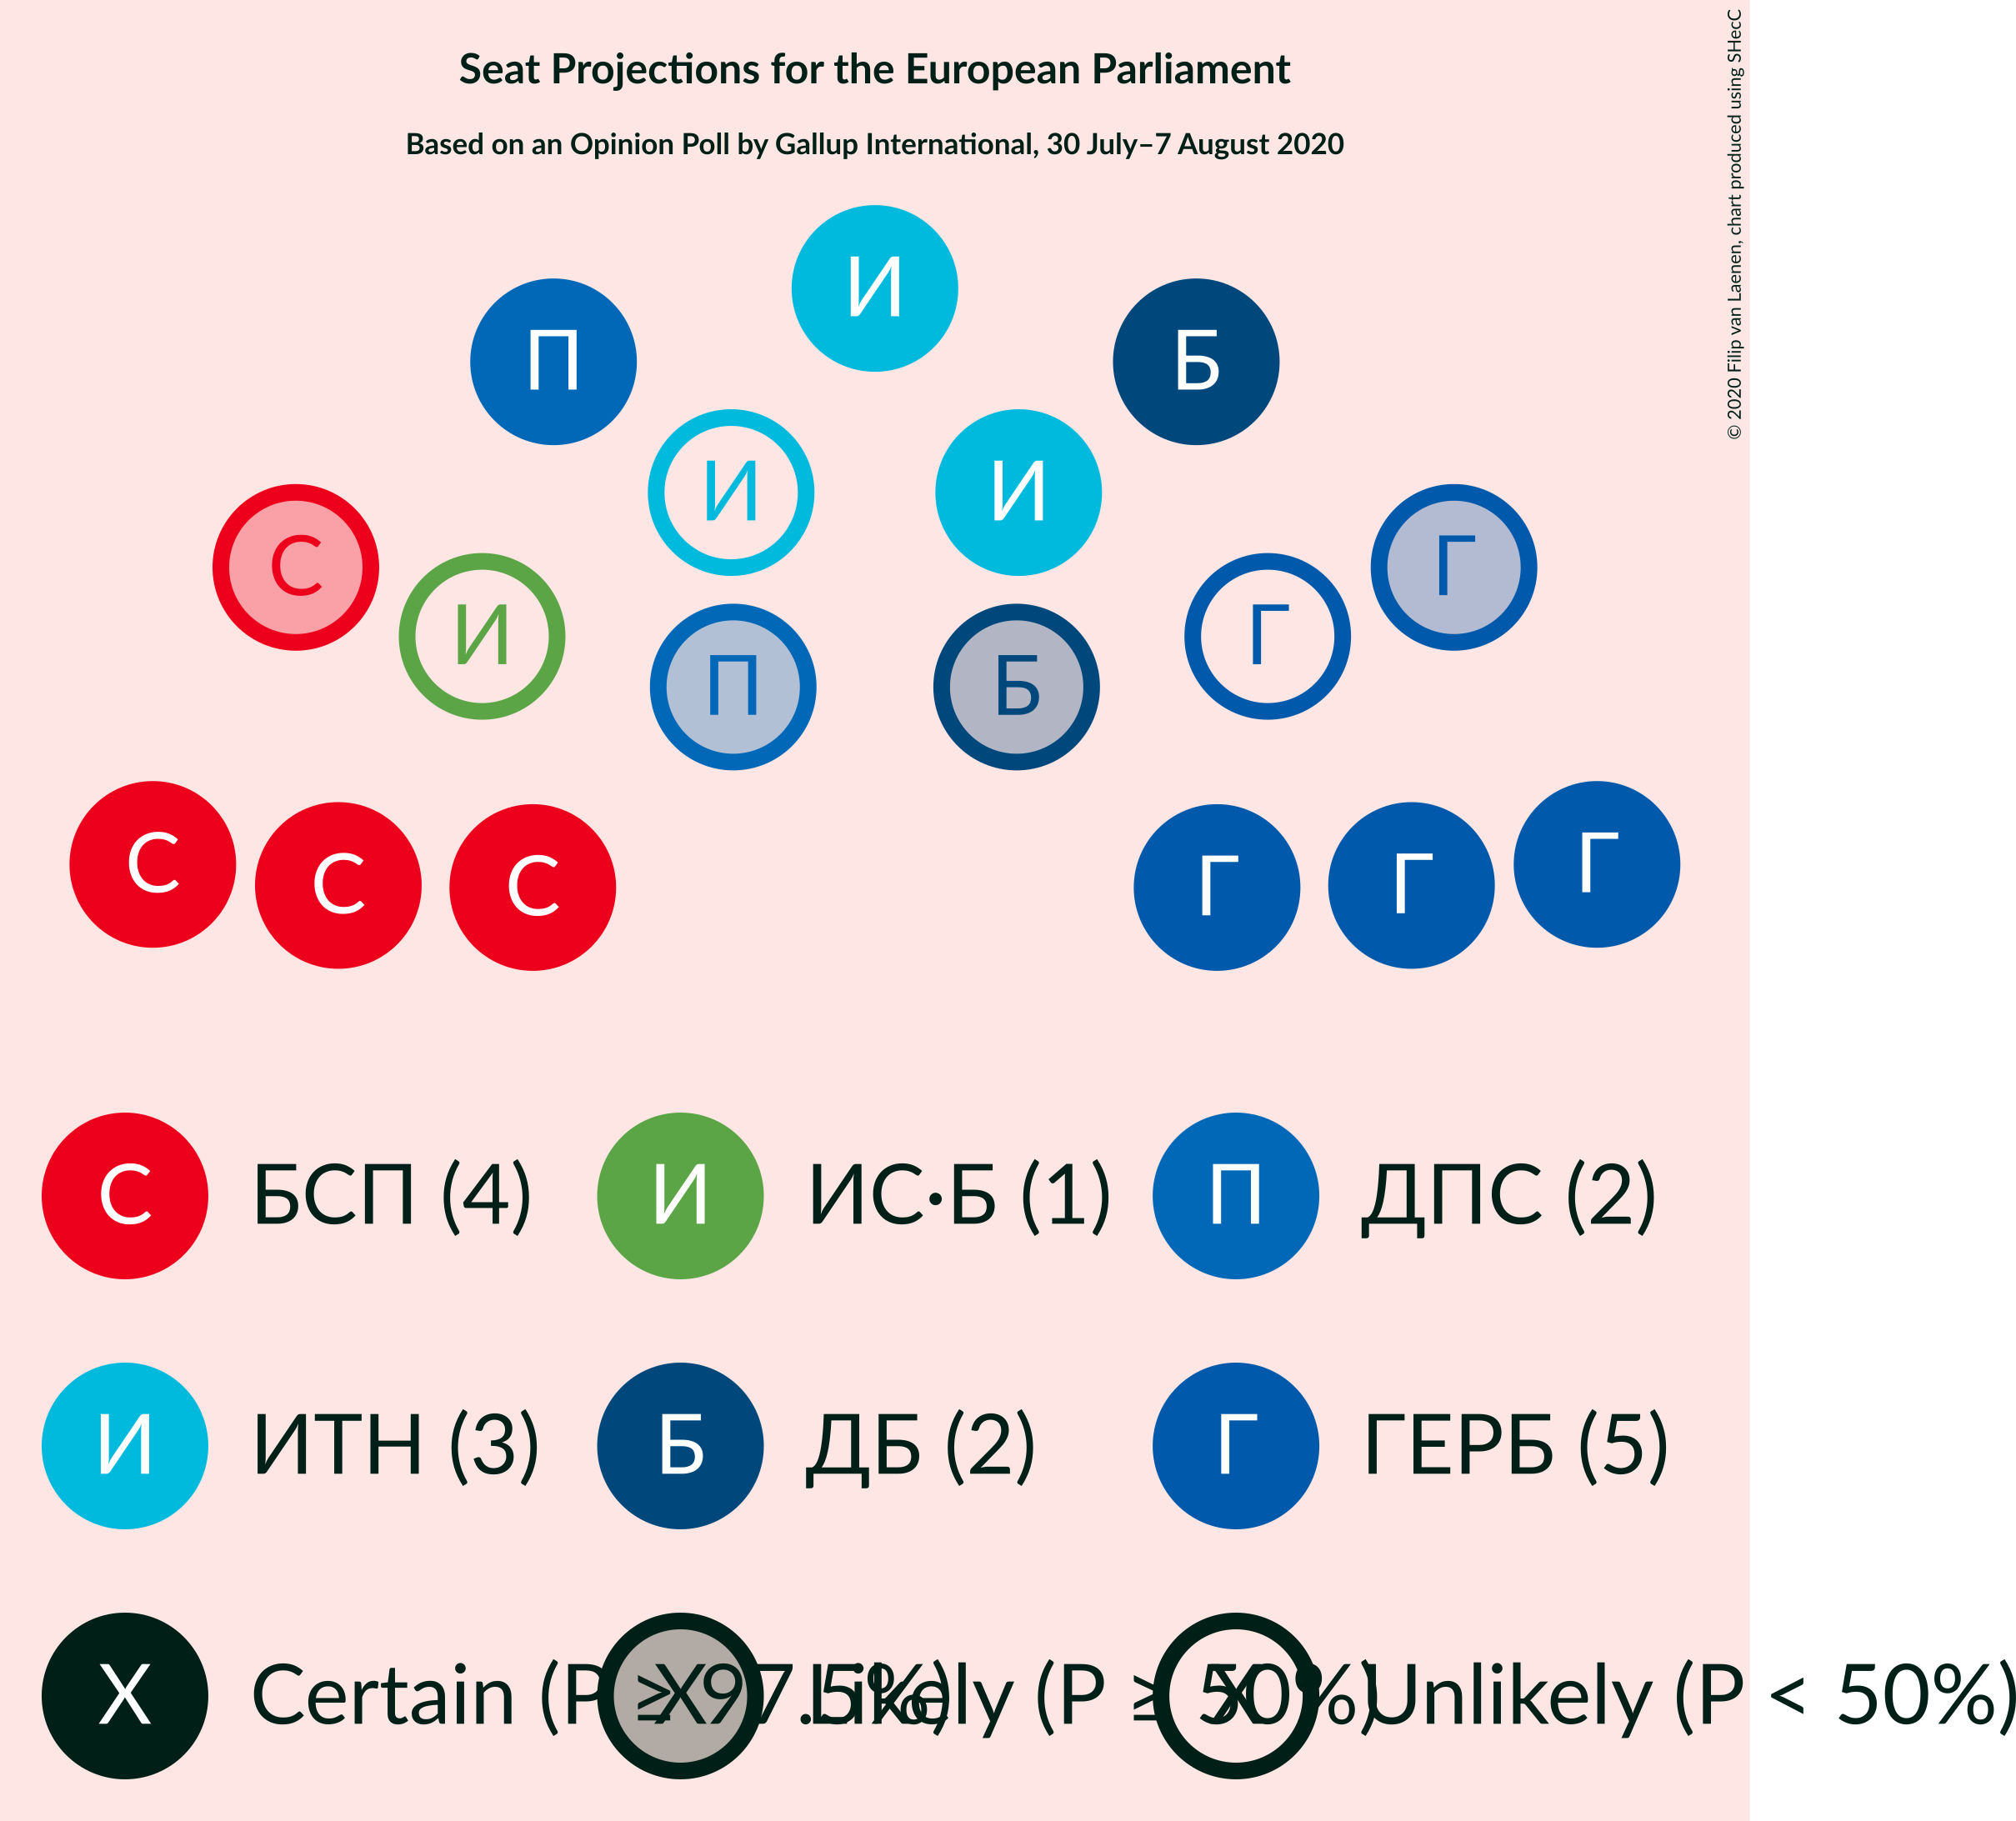 Seat Projections for the European Parliament
Based on an Opinion Poll by Gallup International, 30 July–7 August 2020
© 2020 Filip van Laenen, chart produced using SHecC
И
П
Б
И
И
С
Г
И
Г
П
Б
С
С
С
Г
Г
Г
С БСП (4) И ИС·Б (1) П ДПС (2)
И ИТН (3) Б ДБ (2) Г ГЕРБ (5)
X Certain (P ≥ 97.5%) X Likely (P ≥ 50%) X Unlikely (P < 50%)